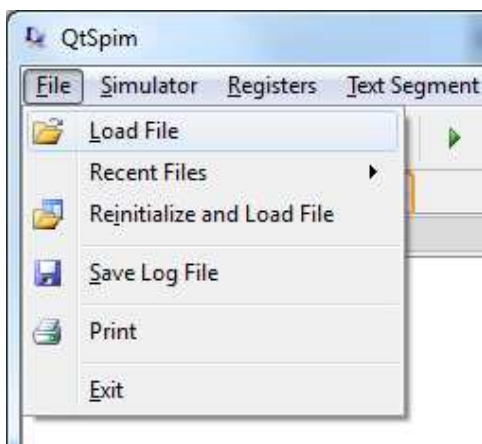 QtSpim
File Simulator Registers Text Segment
Load File
Recent Files
Reinitialize and Load File
Save Log File
Print
Exit